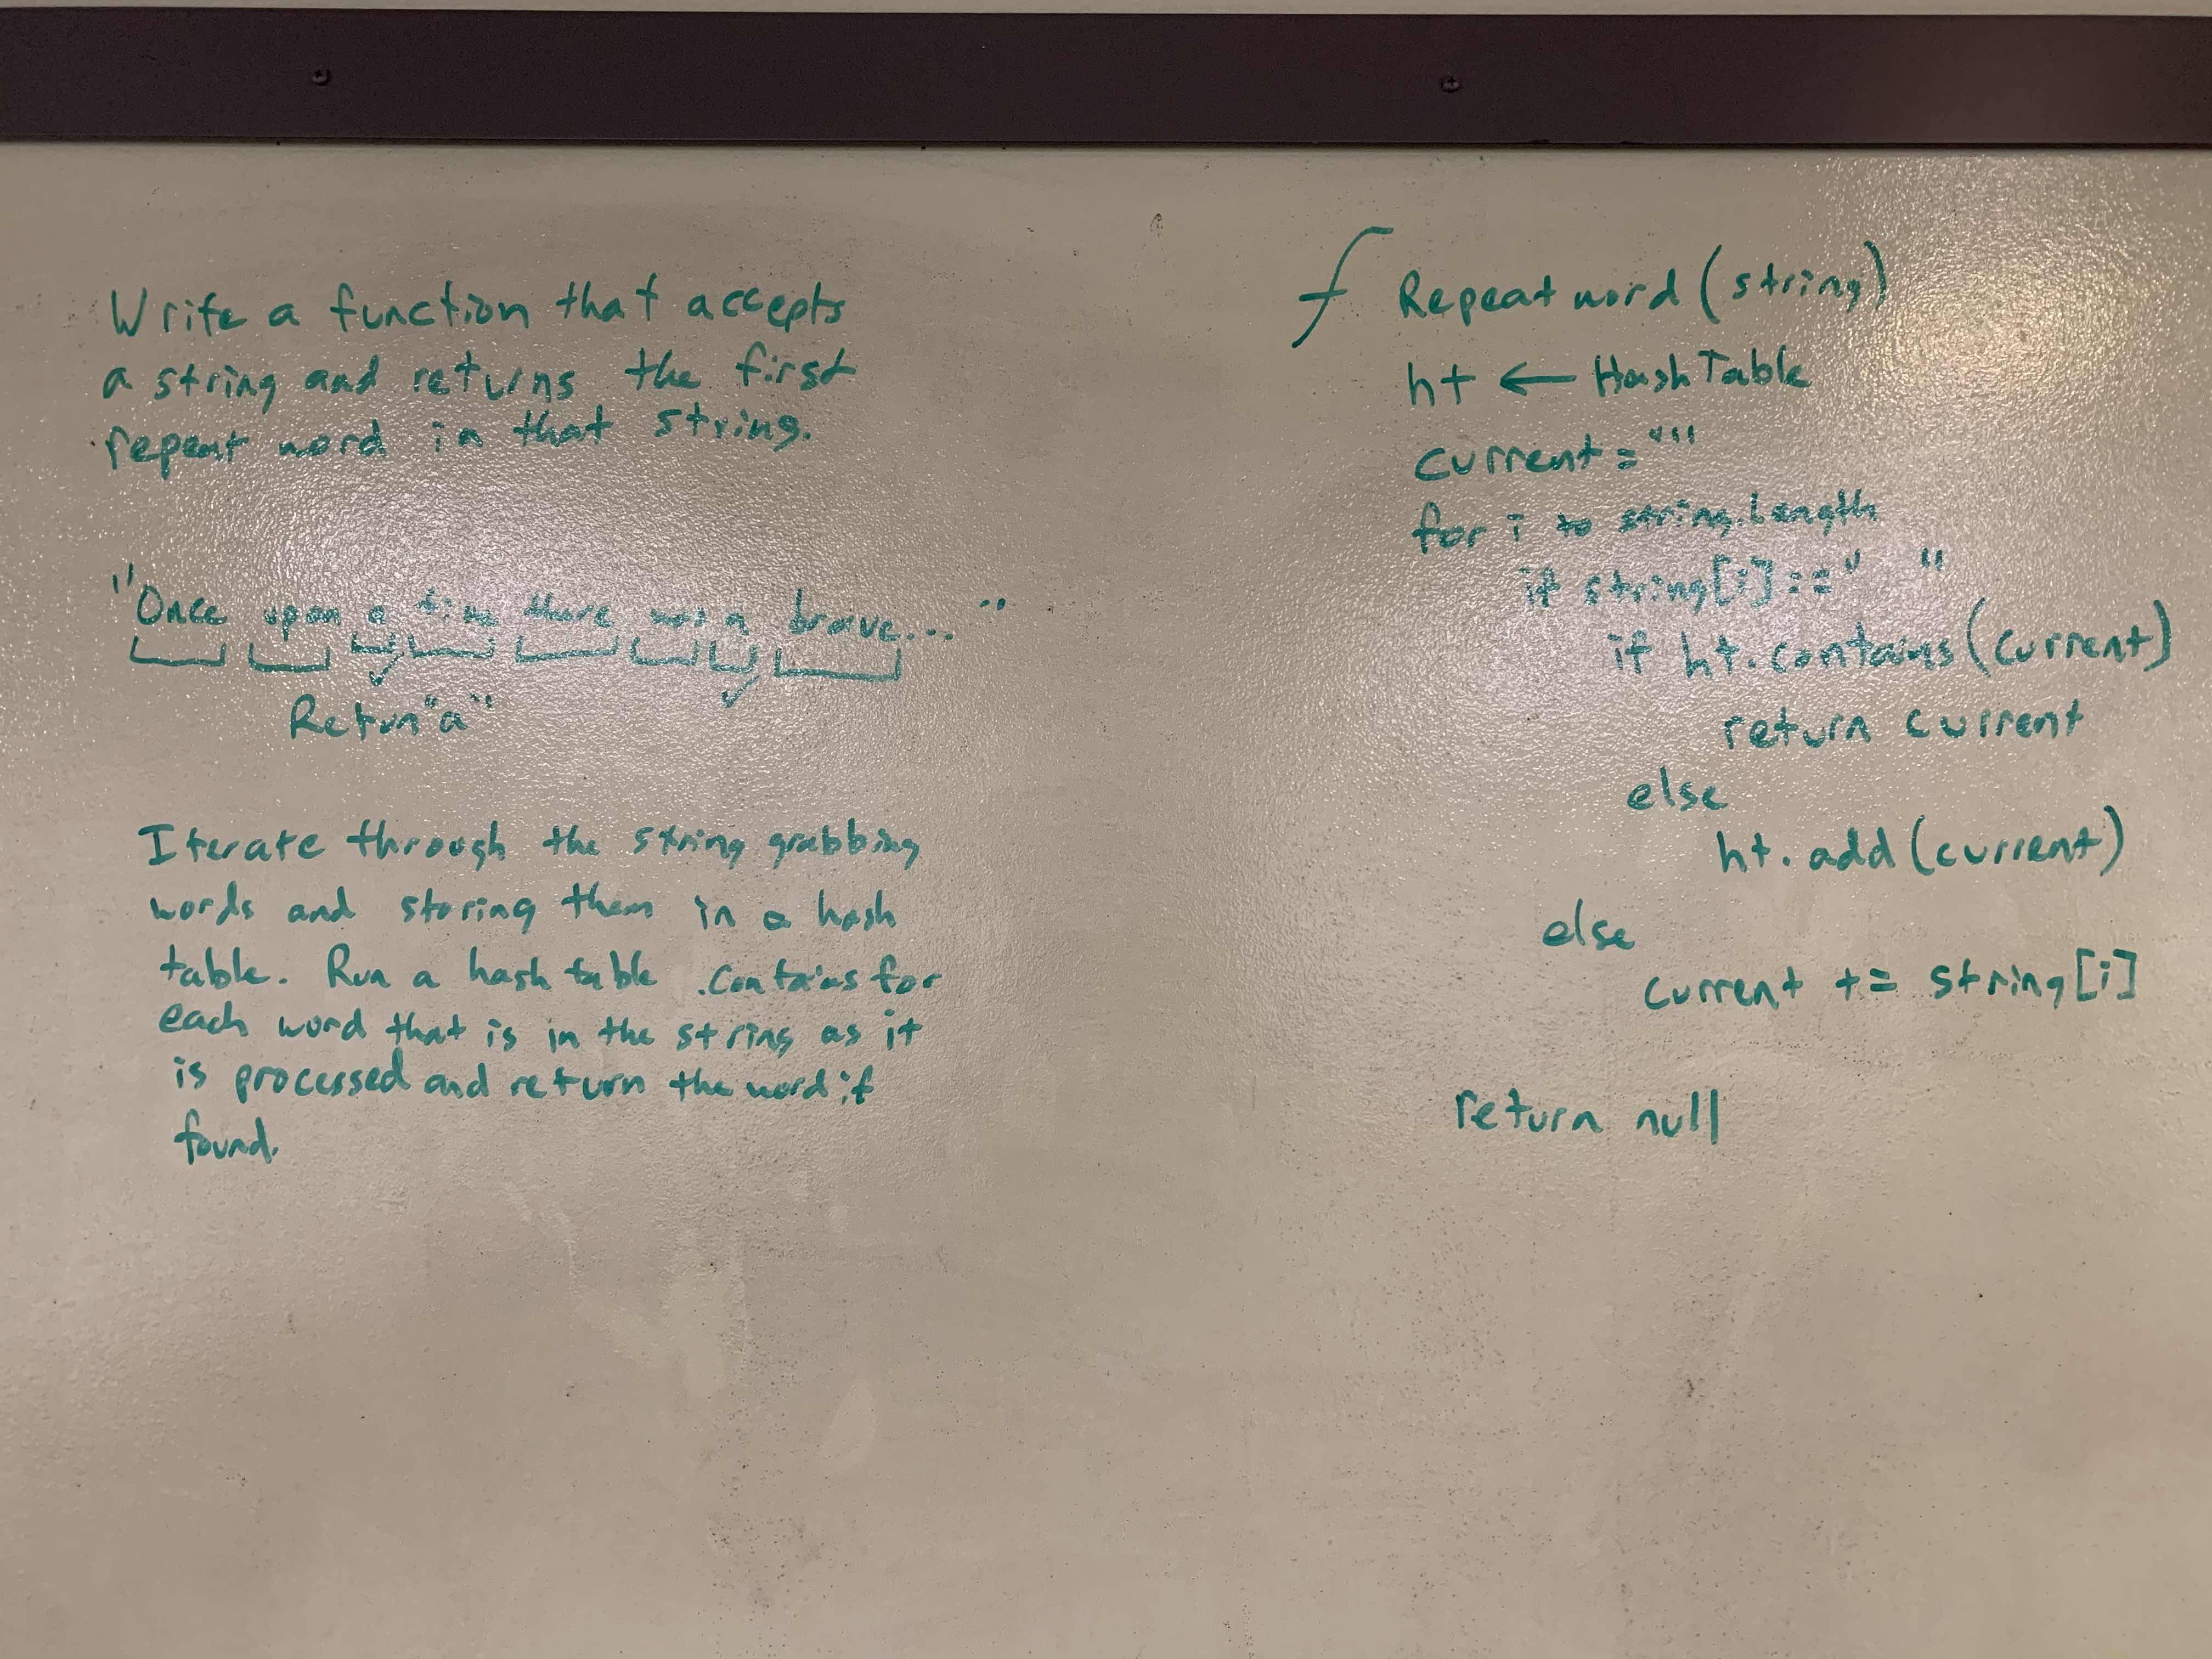 Write a function that accepts
a string and returns the first
repeat word in that string.
"Once upon a time there was a brave... "
Return "a"
Iterate through the string grabbing
words and storing them in a hash
table. Run a hash table .Contains for
each word that is in the string as it
is processed and return the word if
found.
f Repeat word (string)
ht ← HashTable
current = ""
for i to string.Length
if string[i] == " "
if ht.contains(current)
return current
else
ht.add(current)
else
current += string[i]
return null